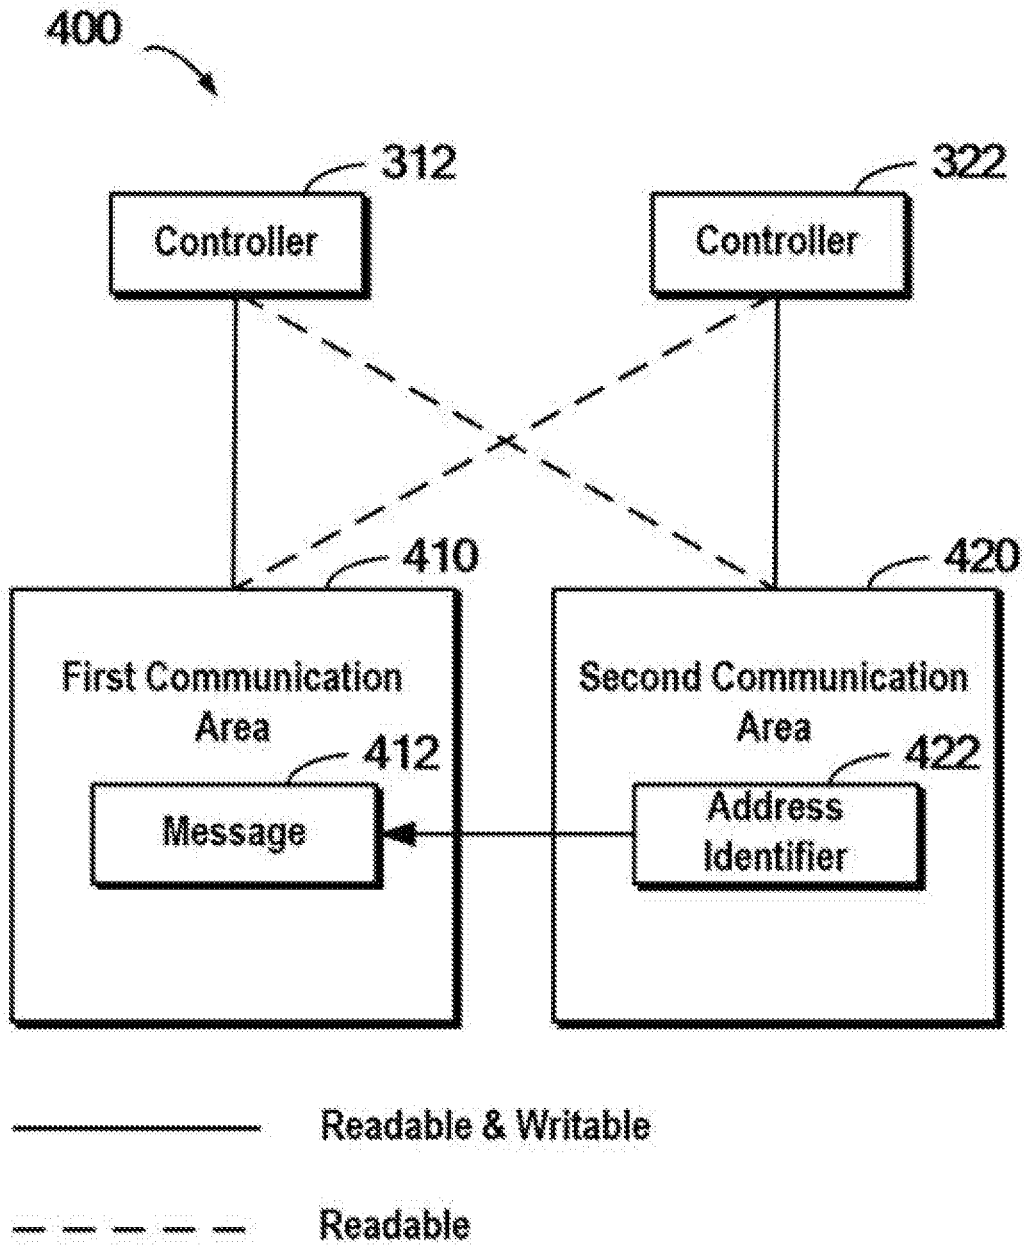 400
312
322
Controller
Controller
410
420
First Communication
Area
Second Communication
Area
412
422
Message
Address
Identifier
Readable & Writable
Readable